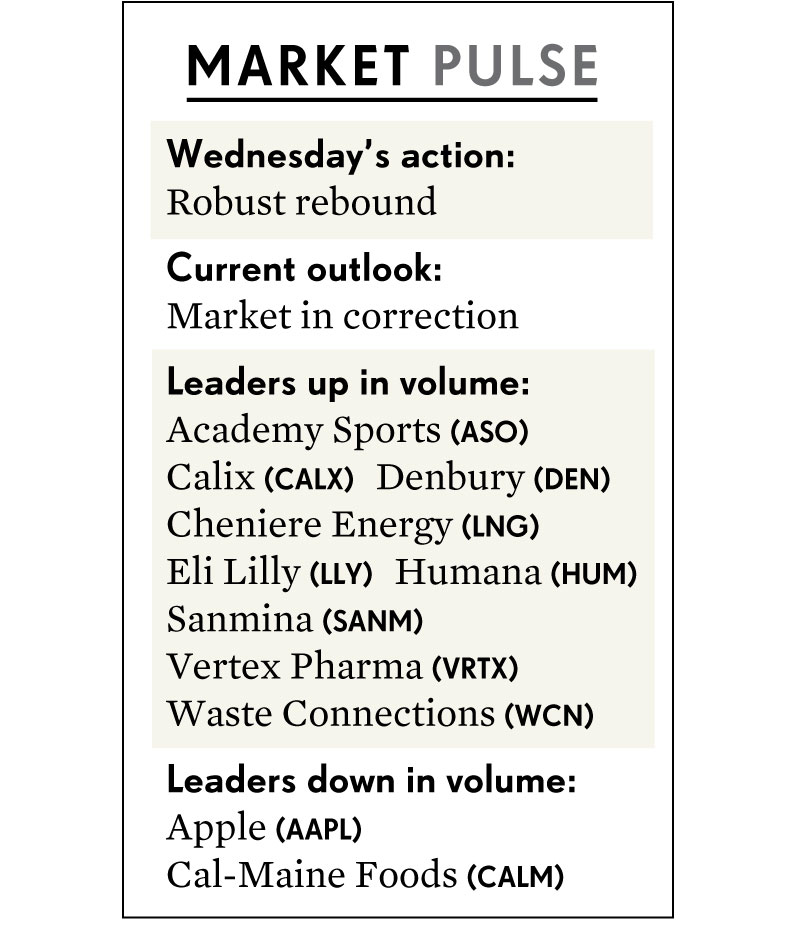 MARKET PULSE
Wednesday’s action:
Robust rebound
Current outlook:
Market in correction
Leaders up in volume:
Academy Sports (ASO)
Calix (CALX) Denbury (DEN)
Cheniere Energy (LNG)
Eli Lilly (LLY) Humana (HUM)
Sanmina (SANM)
Vertex Pharma (VRTX)
Waste Connections (WCN)
Leaders down in volume:
Apple (AAPL)
Cal-Maine Foods (CALM)